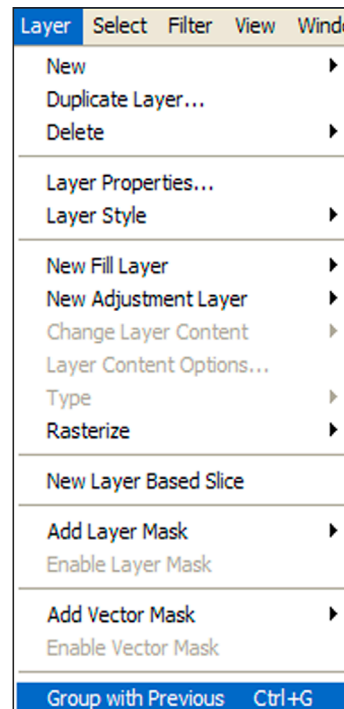 Layer Select Filter View Windo
New
Duplicate Layer...
Delete
Layer Properties...
Layer Style
New Fill Layer
New Adjustment Layer
Change Layer Content
Layer Content Options...
Type
Rasterize
New Layer Based Slice
Add Layer Mask
Enable Layer Mask
Add Vector Mask
Enable Vector Mask
Group with Previous Ctrl+G